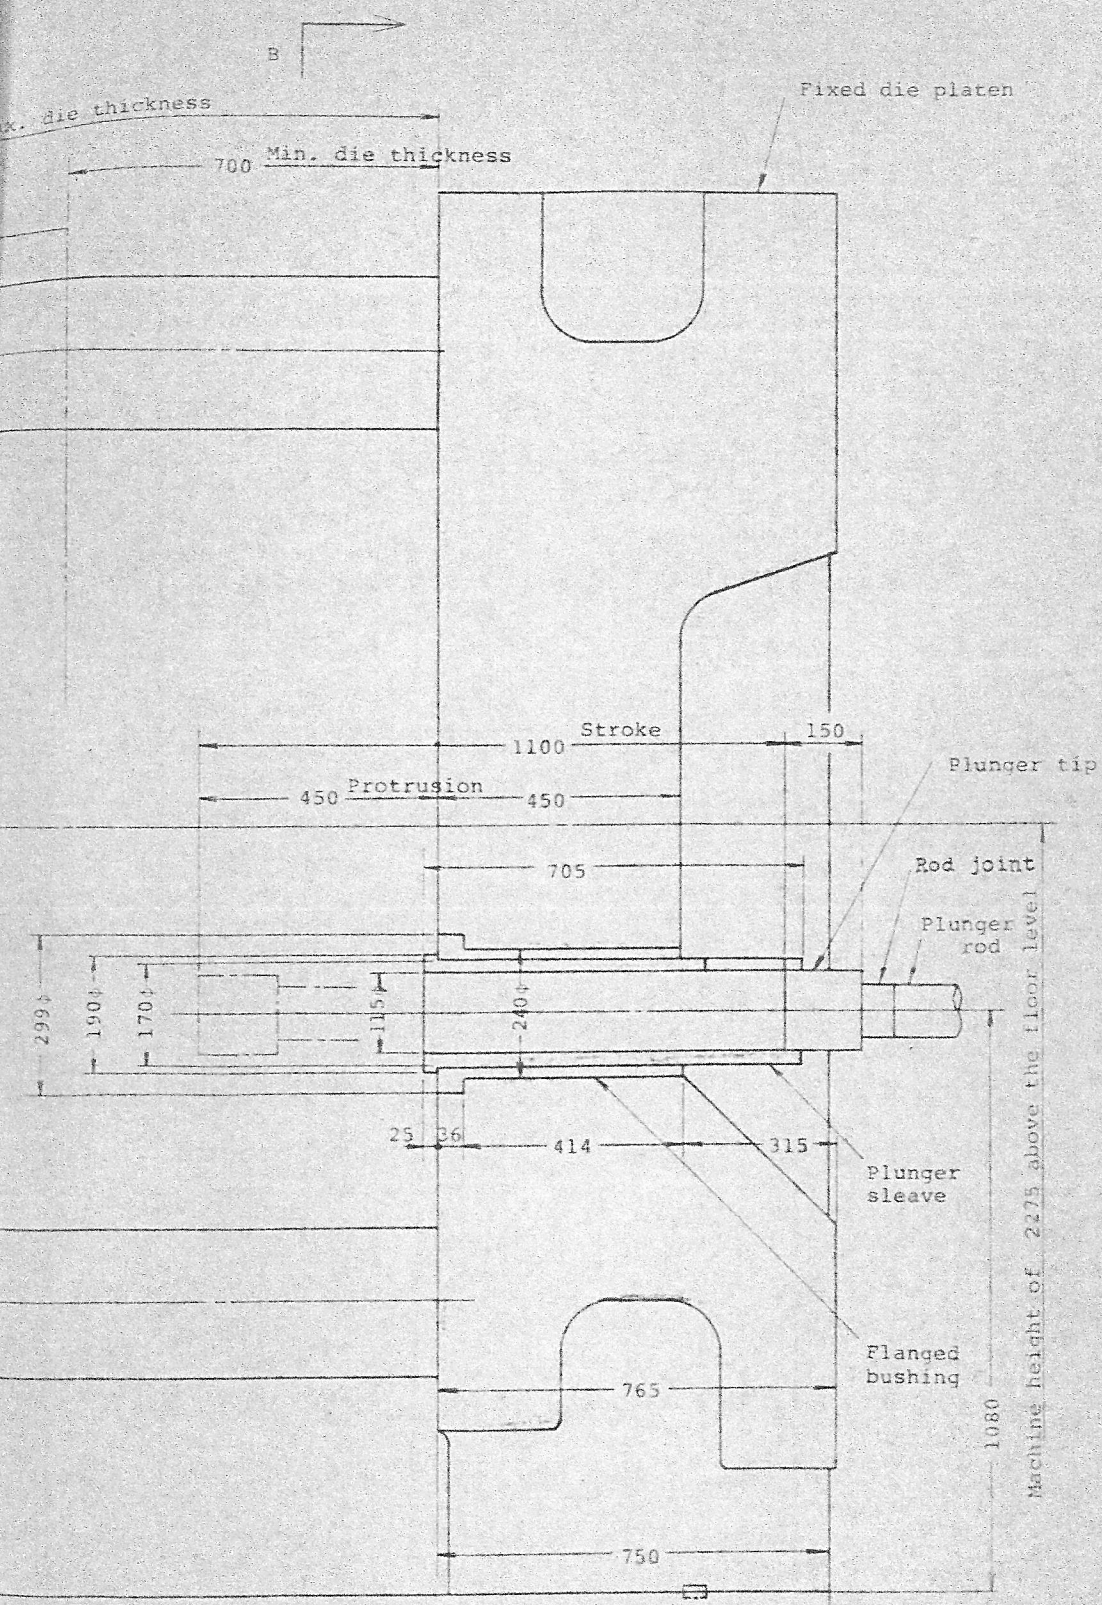 B
Fixed die platen
x. die thickness
700 Min. die thickness
Stroke
1100
150
Plunger tip
450 Protrusion
450
705
Rod joint
Plunger
rod
299⌀
190⌀
170⌀
115⌀
240⌀
25
36
414
315
Plunger
sleave
Flanged
bushing
765
750
1080
Machine height of 2275 above the floor level